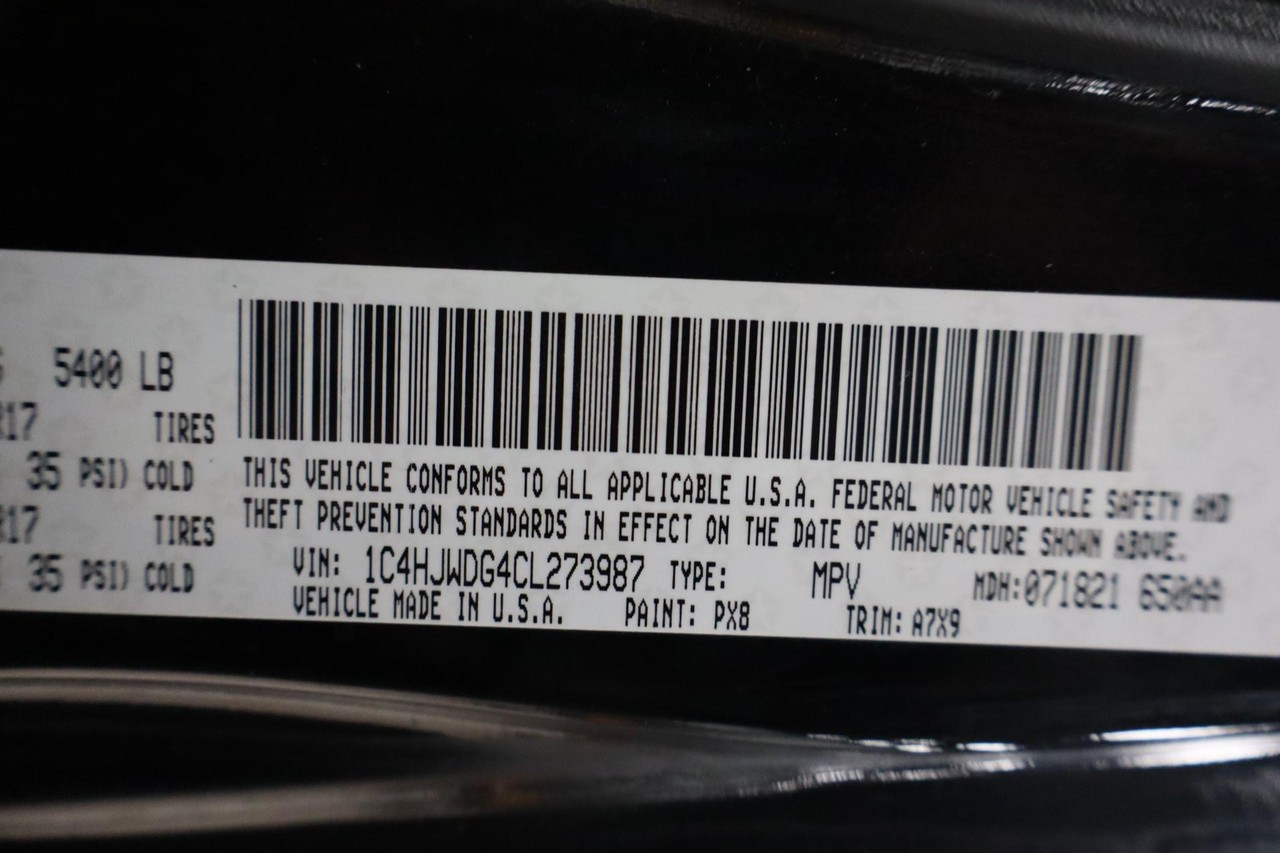 5400 LB
17 TIRES
35 PSI) COLD
17 TIRES
35 PSI) COLD
THIS VEHICLE CONFORMS TO ALL APPLICABLE U.S.A. FEDERAL MOTOR VEHICLE SAFETY AND
THEFT PREVENTION STANDARDS IN EFFECT ON THE DATE OF MANUFACTURE SHOWN ABOVE.
VIN: 1C4HJWDG4CL273987 TYPE: MPV MDH:071821 650AA
VEHICLE MADE IN U.S.A. PAINT: PX8 TRIM: A7X9